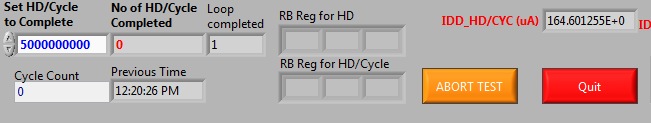 Set HD/Cycle
to Complete
5000000000
No of HD/Cycle
Completed
0
Loop
completed
1
RB Reg for HD
IDD_HD/CYC (uA)
164.601255E+0
ID
Cycle Count
0
Previous Time
12:20:26 PM
RB Reg for HD/Cycle
ABORT TEST
Quit